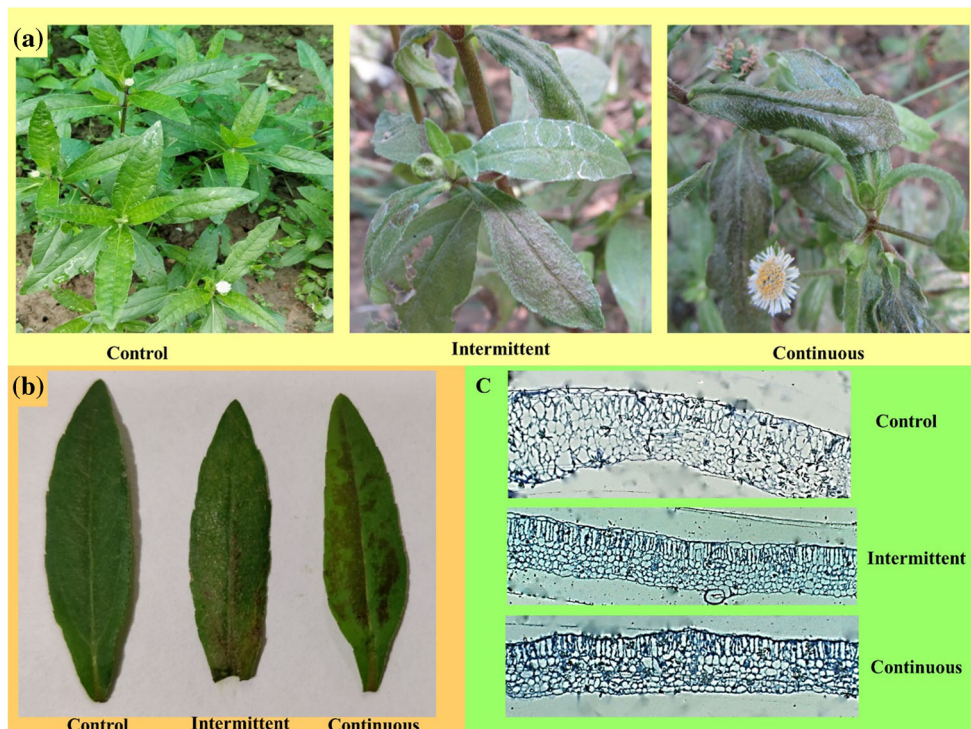 (a)
Control
Intermittent
Continuous
(b)
Control
Intermittent
Continuous
C
Control
Intermittent
Continuous